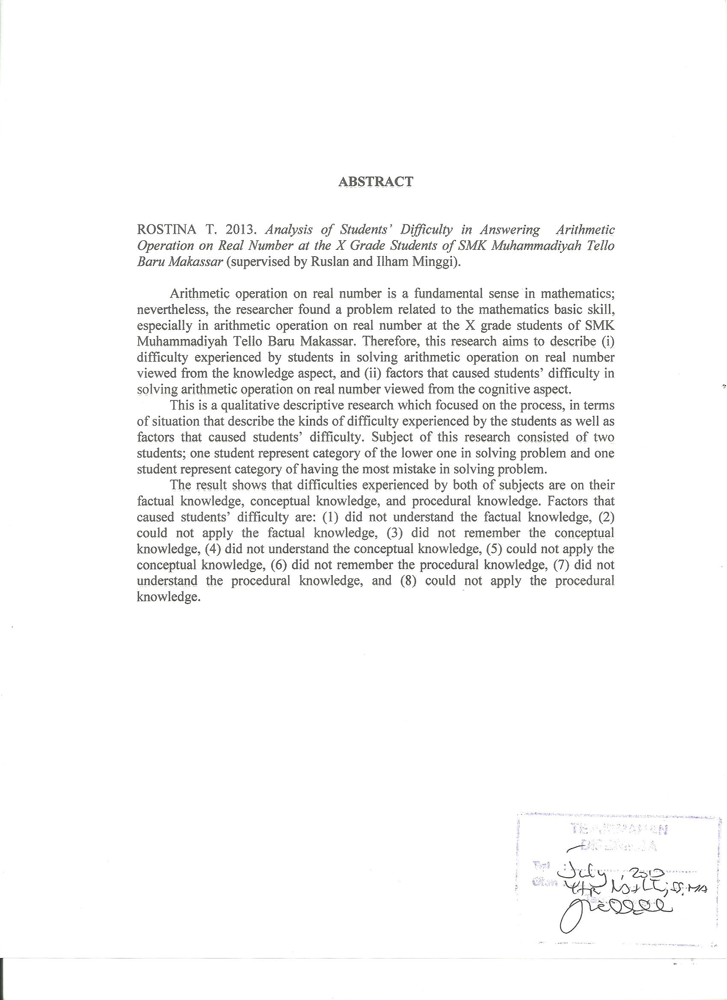 ABSTRACT
ROSTINA T. 2013. Analysis of Students' Difficulty in Answering Arithmetic
Operation on Real Number at the X Grade Students of SMK Muhammadiyah Tello
Baru Makassar (supervised by Ruslan and Ilham Minggi).
Arithmetic operation on real number is a fundamental sense in mathematics;
nevertheless, the researcher found a problem related to the mathematics basic skill,
especially in arithmetic operation on real number at the X grade students of SMK
Muhammadiyah Tello Baru Makassar. Therefore, this research aims to describe (i)
difficulty experienced by students in solving arithmetic operation on real number
viewed from the knowledge aspect, and (ii) factors that caused students' difficulty in
solving arithmetic operation on real number viewed from the cognitive aspect.
This is a qualitative descriptive research which focused on the process, in terms
of situation that describe the kinds of difficulty experienced by the students as well as
factors that caused students' difficulty. Subject of this research consisted of two
students; one student represent category of the lower one in solving problem and one
student represent category of having the most mistake in solving problem.
The result shows that difficulties experienced by both of subjects are on their
factual knowledge, conceptual knowledge, and procedural knowledge. Factors that
caused students' difficulty are: (1) did not understand the factual knowledge, (2)
could not apply the factual knowledge, (3) did not remember the conceptual
knowledge, (4) did not understand the conceptual knowledge, (5) could not apply the
conceptual knowledge, (6) did not remember the procedural knowledge, (7) did not
understand the procedural knowledge, and (8) could not apply the procedural
knowledge.
July
SS, MA